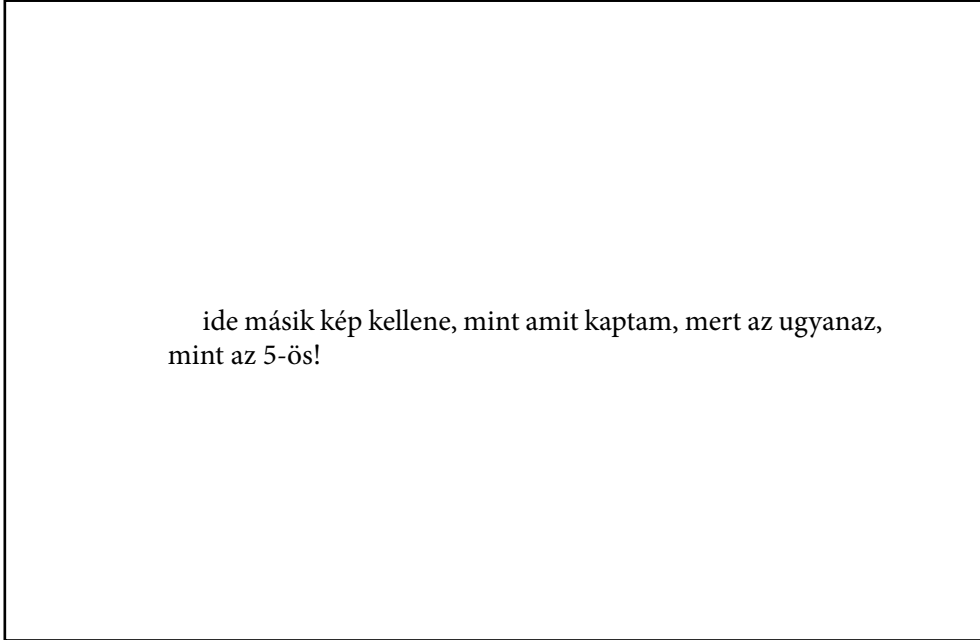 ide másik kép kellene, mint amit kaptam, mert az ugyanaz,
mint az 5-ös!